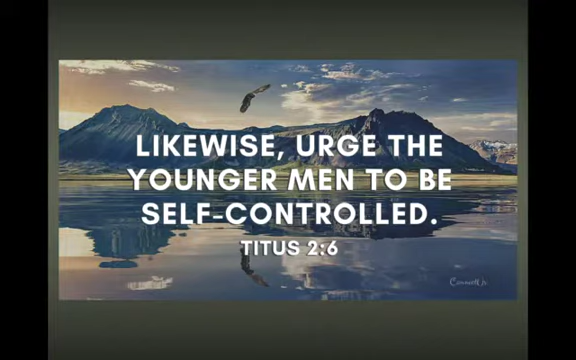 LIKEWISE, URGE THE
YOUNGER MEN TO BE
SELF-CONTROLLED.
TITUS 2:6